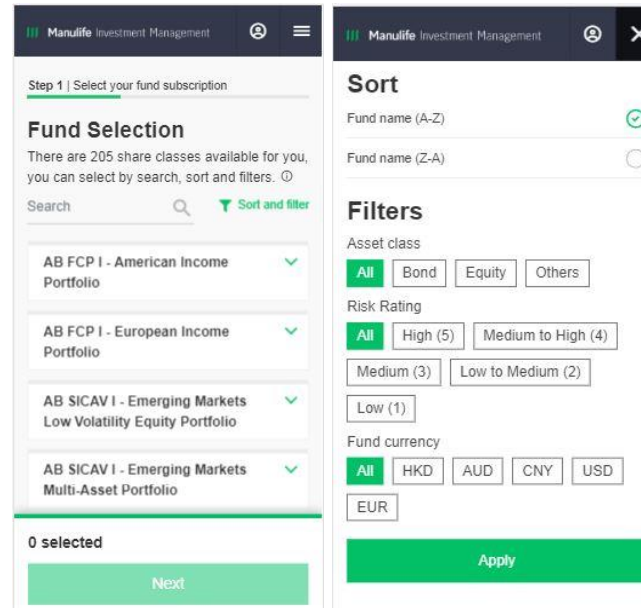 Manulife Investment Management
Step 1 | Select your fund subscription
Fund Selection
There are 205 share classes available for you,
you can select by search, sort and filters.
Search
Sort and filter
AB FCP I - American Income
Portfolio
AB FCP I - European Income
Portfolio
AB SICAV I - Emerging Markets
Low Volatility Equity Portfolio
AB SICAV I - Emerging Markets
Multi-Asset Portfolio
0 selected
Next
Manulife Investment Management
Sort
Fund name (A-Z)
Fund name (Z-A)
Filters
Asset class
All Bond Equity Others
Risk Rating
All High (5) Medium to High (4)
Medium (3) Low to Medium (2)
Low (1)
Fund currency
All HKD AUD CNY USD
EUR
Apply